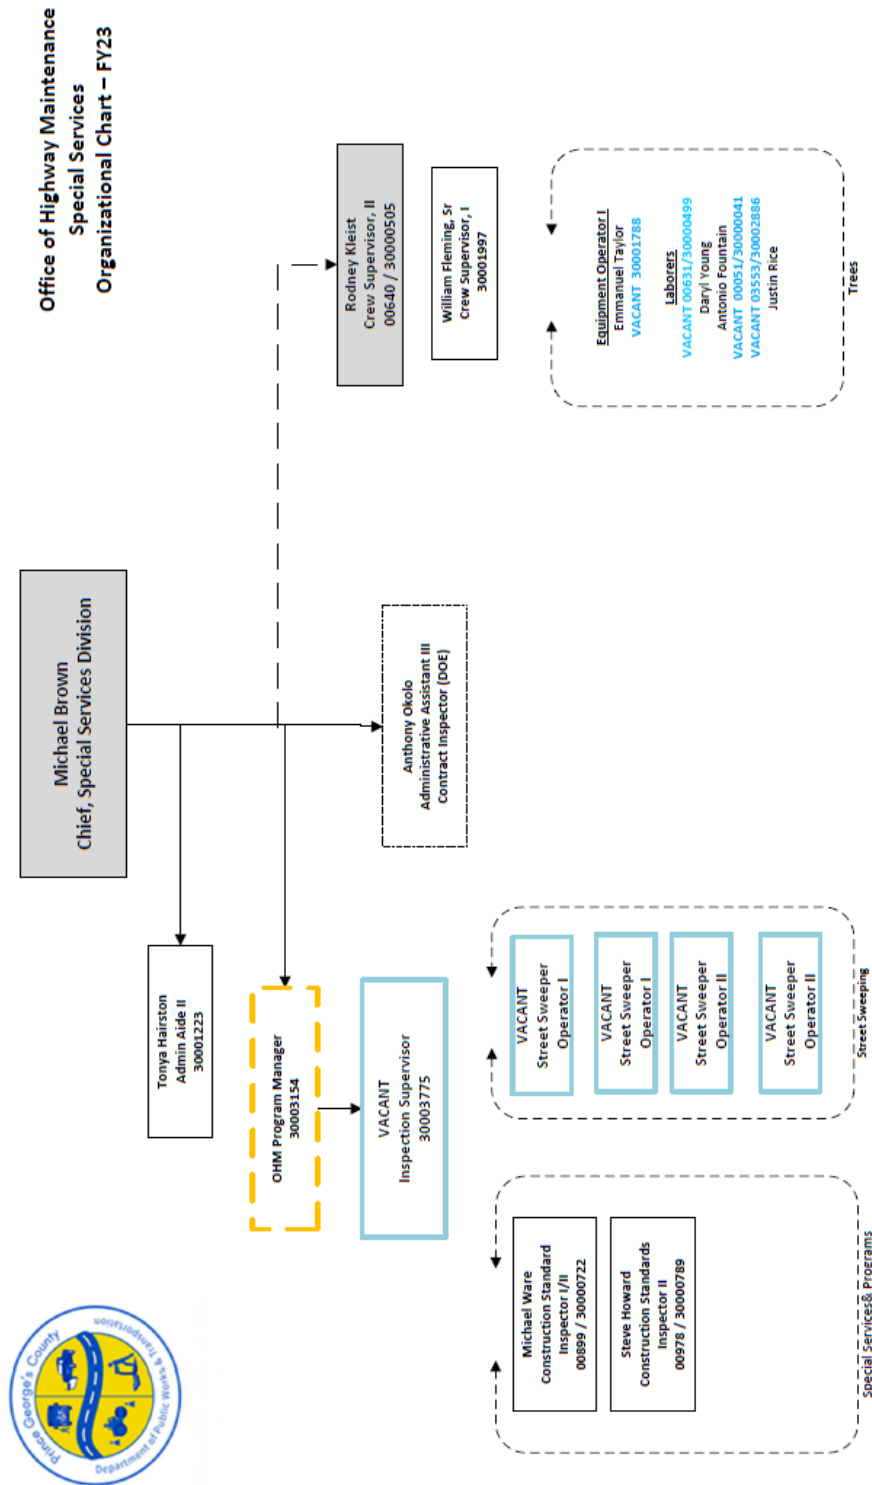 Prince George's County
Department of Public Works & Transportation
Office of Highway Maintenance
Special Services
Organizational Chart – FY23
Michael Brown
Chief, Special Services Division
Tonya Hairston
Admin Aide II
30001223
OHM Program Manager
30003154
VACANT
Inspection Supervisor
30003775
Anthony Okolo
Administrative Assistant III
Contract Inspector (DOE)
Rodney Kleist
Crew Supervisor, II
00640 / 30000505
William Fleming, Sr
Crew Supervisor, I
30001997
Michael Ware
Construction Standard
Inspector I/II
00899 / 30000722
Steve Howard
Construction Standards
Inspector II
00978 / 30000789
Special Services& Programs
VACANT
Street Sweeper
Operator I
VACANT
Street Sweeper
Operator I
VACANT
Street Sweeper
Operator II
VACANT
Street Sweeper
Operator II
Street Sweeping
Equipment Operator I
Emmanuel Taylor
VACANT 30001788
Laborers
VACANT 00631/30000499
Daryl Young
Antonio Fountain
VACANT 00051/30000041
VACANT 03553/30002886
Justin Rice
Trees